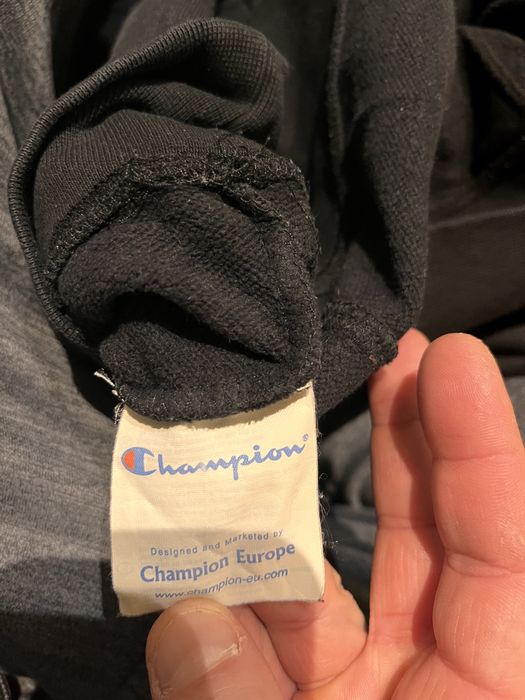 Champion®
Designed and Marketed by
Champion Europe
www.champion-eu.com